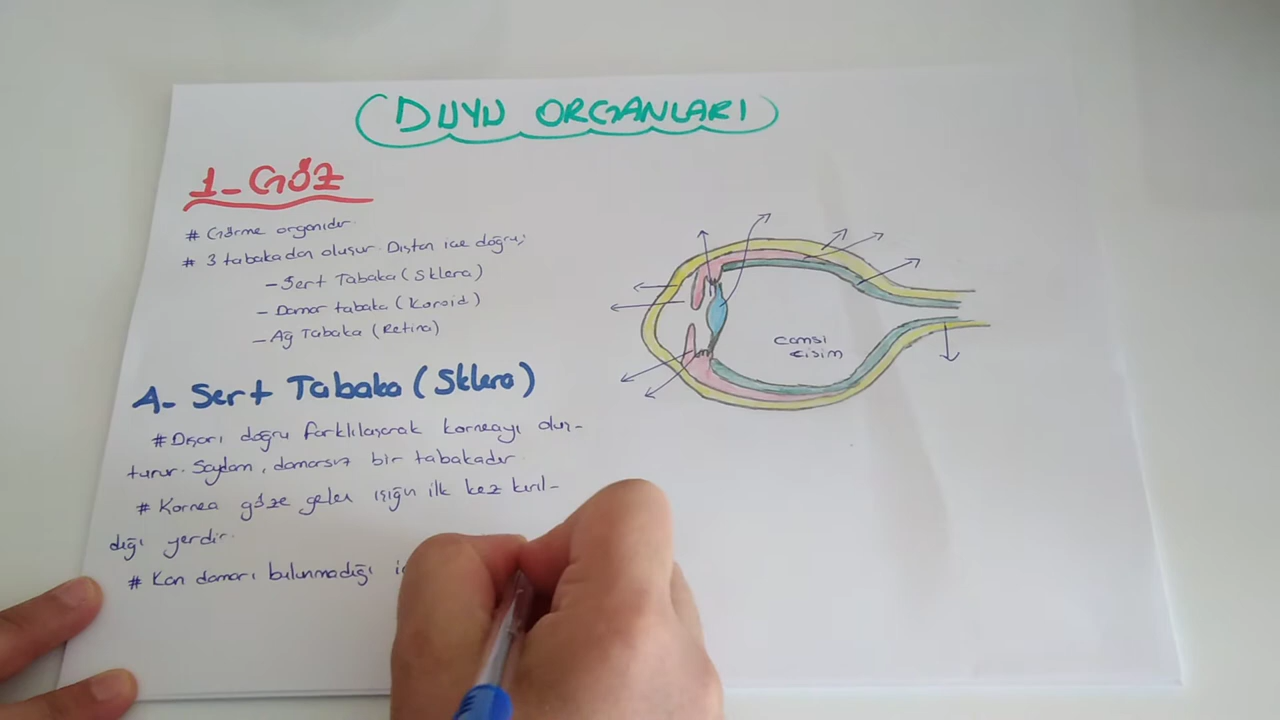 DUYU ORGANLARI
1- GÖZ
# Görme organıdır.
# 3 tabakadan oluşur. Dıştan içe doğru;
- Sert Tabaka (Sklera)
- Damar tabaka (Koroid)
- Ağ Tabaka (Retina)
camsı
cisim
A- Sert Tabaka (Sklera)
# Dışarı doğru farklılaşarak korneayı oluş-
turur. Saydam, damarsız bir tabakadır.
# Kornea göze gelen ışığın ilk kez kırıl-
dığı yerdir.
# Kan damarı bulunmadığı